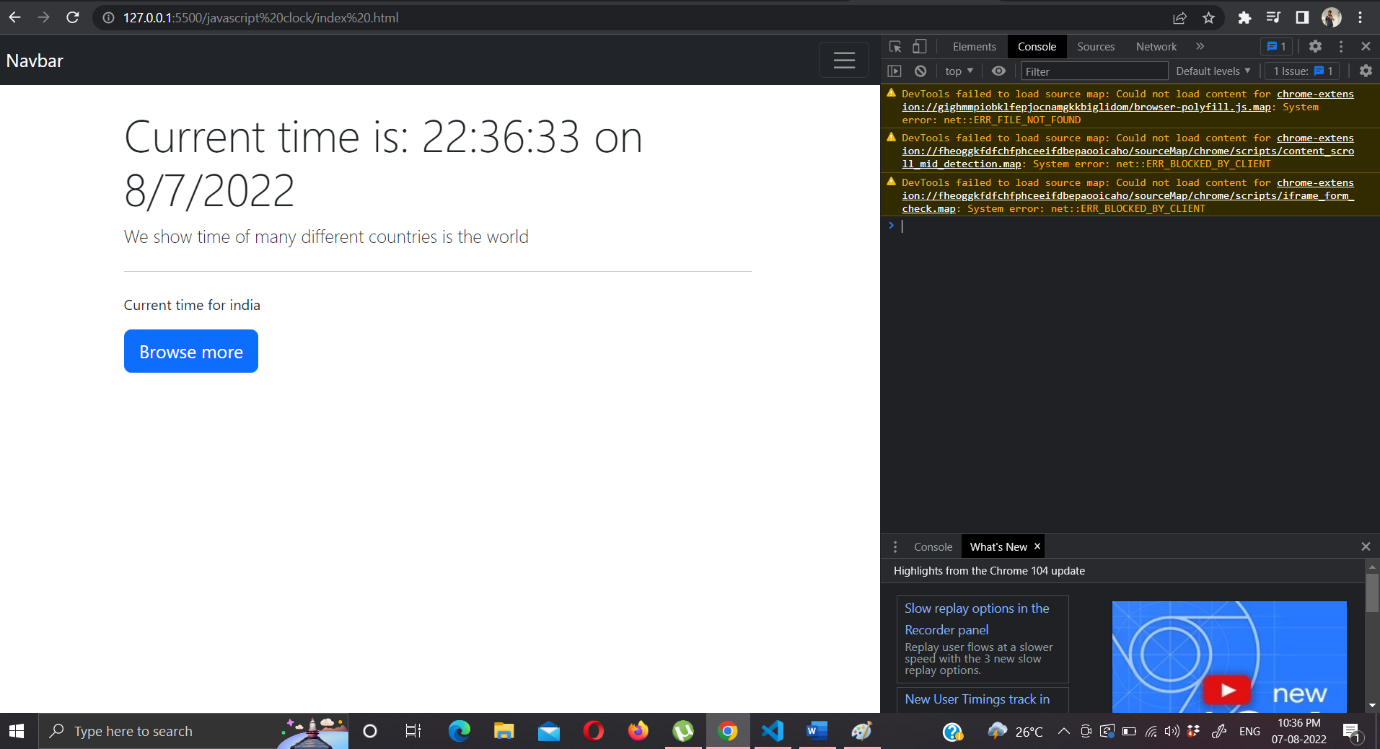 127.0.0.1:5500/javascript%20clock/index%20.html
Navbar
Current time is: 22:36:33 on
8/7/2022
We show time of many different countries is the world
Current time for india
Browse more
Elements Console Sources Network » 1
top ▼ Filter Default levels ▼ 1 Issue: 1
DevTools failed to load source map: Could not load content for chrome-exten
sion://gighmmpiobklfepjocnamgkkbiglidom/browser-polyfill.js.map: System
error: net::ERR_FILE_NOT_FOUND
DevTools failed to load source map: Could not load content for chrome-exten
sion://fheoggkfdfchfphceeifdbepaooicaho/sourceMap/chrome/scripts/content_scro
ll_mid_detection.map: System error: net::ERR_BLOCKED_BY_CLIENT
DevTools failed to load source map: Could not load content for chrome-exten
sion://fheoggkfdfchfphceeifdbepaooicaho/sourceMap/chrome/scripts/iframe_form_
check.map: System error: net::ERR_BLOCKED_BY_CLIENT
Console What's New ×
Highlights from the Chrome 104 update
Slow replay options in the
Recorder panel
Replay user flows at a slower
speed with the 3 new slow
replay options.
New User Timings track in
new
Type here to search
26°C
ENG
10:36 PM
07-08-2022
1